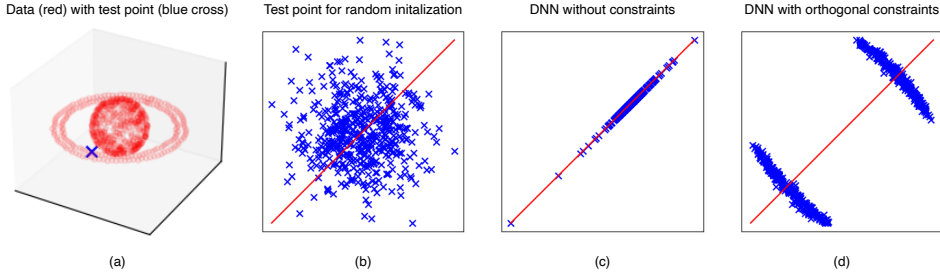 Data (red) with test point (blue cross)
Test point for random initalization
DNN without constraints
DNN with orthogonal constraints
(a)
(b)
(c)
(d)